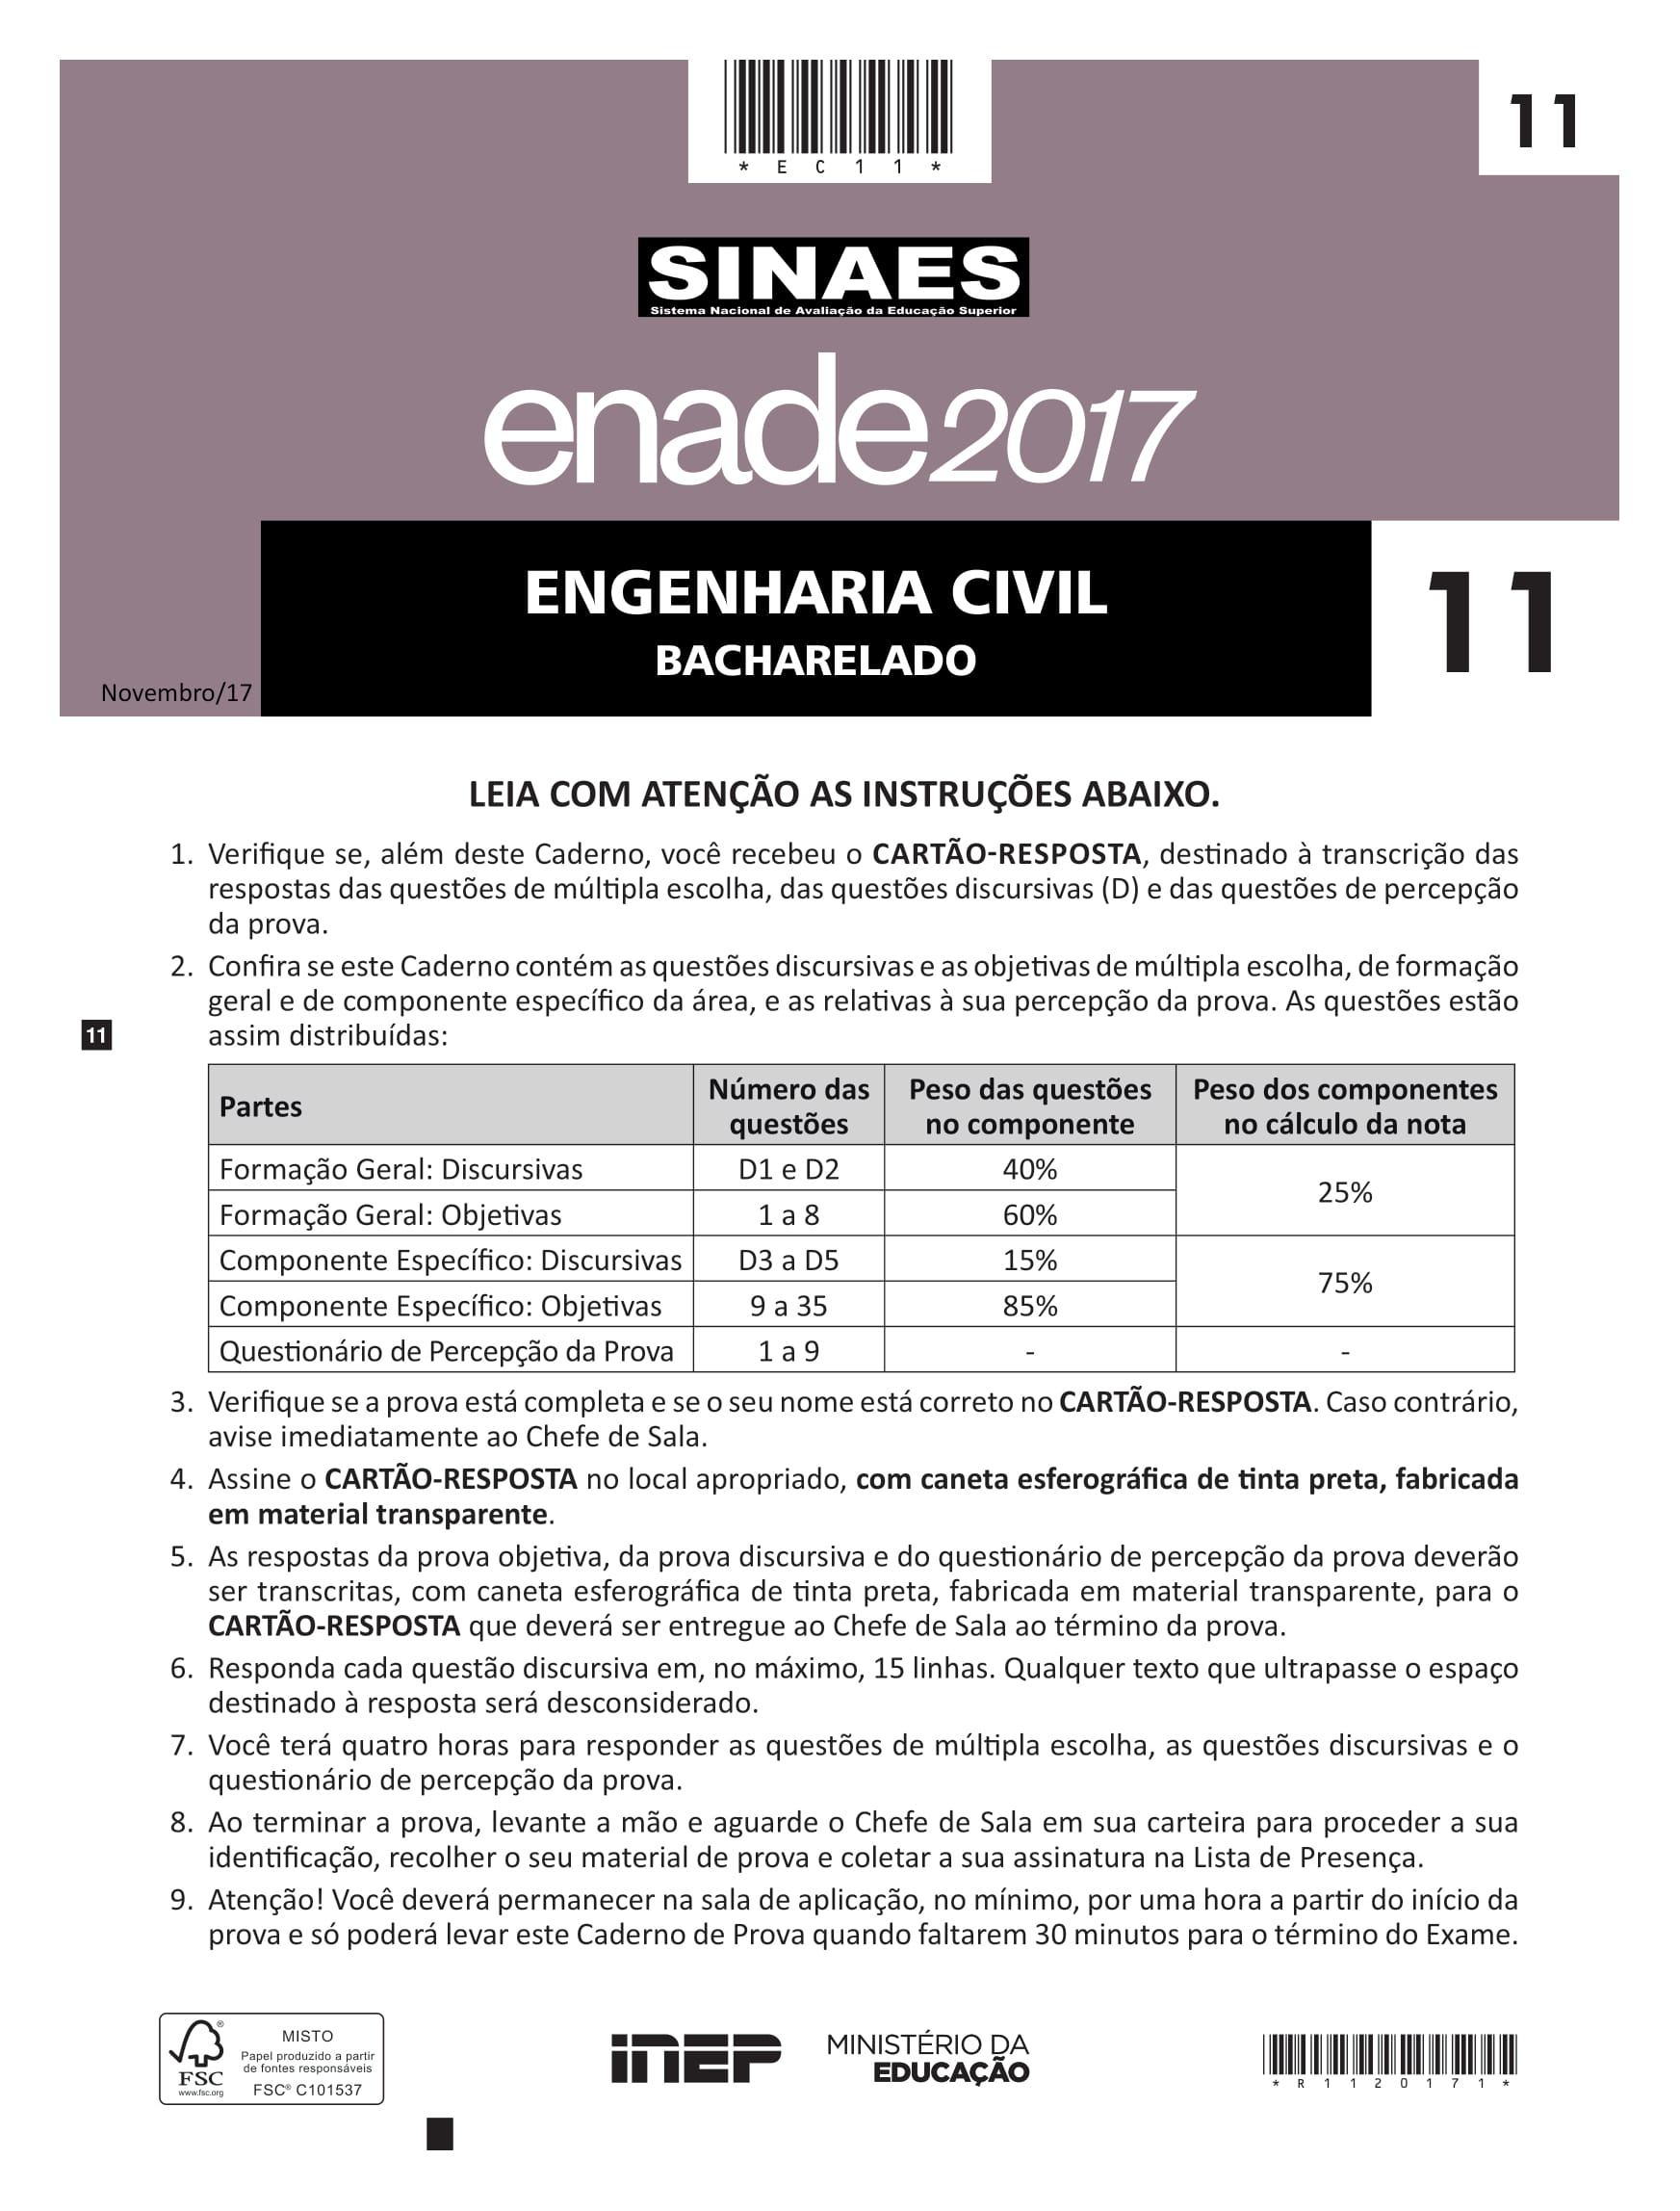 11
* E C 1 1 *
SINAES
Sistema Nacional de Avaliação da Educação Superior
enade2017
ENGENHARIA CIVIL
BACHARELADO
11
Novembro/17
LEIA COM ATENÇÃO AS INSTRUÇÕES ABAIXO.
1. Verifique se, além deste Caderno, você recebeu o CARTÃO-RESPOSTA, destinado à transcrição das
respostas das questões de múltipla escolha, das questões discursivas (D) e das questões de percepção
da prova.
2. Confira se este Caderno contém as questões discursivas e as objetivas de múltipla escolha, de formação
geral e de componente específico da área, e as relativas à sua percepção da prova. As questões estão
11
assim distribuídas:
Partes
Número das
questões
Peso das questões
no componente
Peso dos componentes
no cálculo da nota
Formação Geral: Discursivas D1 e D2 40%
25%
Formação Geral: Objetivas 1 a 8 60%
Componente Específico: Discursivas D3 a D5 15%
75%
Componente Específico: Objetivas 9 a 35 85%
Questionário de Percepção da Prova 1 a 9 - -
3. Verifique se a prova está completa e se o seu nome está correto no CARTÃO-RESPOSTA. Caso contrário,
avise imediatamente ao Chefe de Sala.
4. Assine o CARTÃO-RESPOSTA no local apropriado, com caneta esferográfica de tinta preta, fabricada
em material transparente.
5. As respostas da prova objetiva, da prova discursiva e do questionário de percepção da prova deverão
ser transcritas, com caneta esferográfica de tinta preta, fabricada em material transparente, para o
CARTÃO-RESPOSTA que deverá ser entregue ao Chefe de Sala ao término da prova.
6. Responda cada questão discursiva em, no máximo, 15 linhas. Qualquer texto que ultrapasse o espaço
destinado à resposta será desconsiderado.
7. Você terá quatro horas para responder as questões de múltipla escolha, as questões discursivas e o
questionário de percepção da prova.
8. Ao terminar a prova, levante a mão e aguarde o Chefe de Sala em sua carteira para proceder a sua
identificação, recolher o seu material de prova e coletar a sua assinatura na Lista de Presença.
9. Atenção! Você deverá permanecer na sala de aplicação, no mínimo, por uma hora a partir do início da
prova e só poderá levar este Caderno de Prova quando faltarem 30 minutos para o término do Exame.
®
FSC
www.fsc.org
MISTO
Papel produzido a partir
de fontes responsáveis
FSC® C101537
INEP
MINISTÉRIO DA
EDUCAÇÃO
* R 1 1 2 0 1 7 1 *